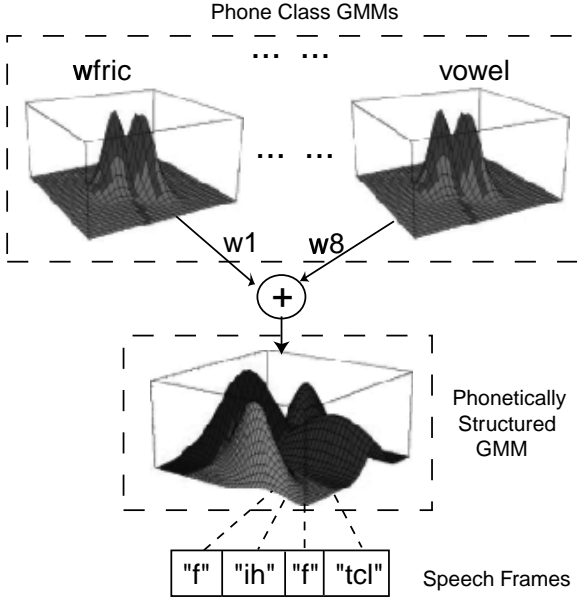 Phone Class GMMs
... ...
wfric
vowel
... ...
w1
w8
+
Phonetically
Structured
GMM
"f" "ih" "f" "tcl"
Speech Frames